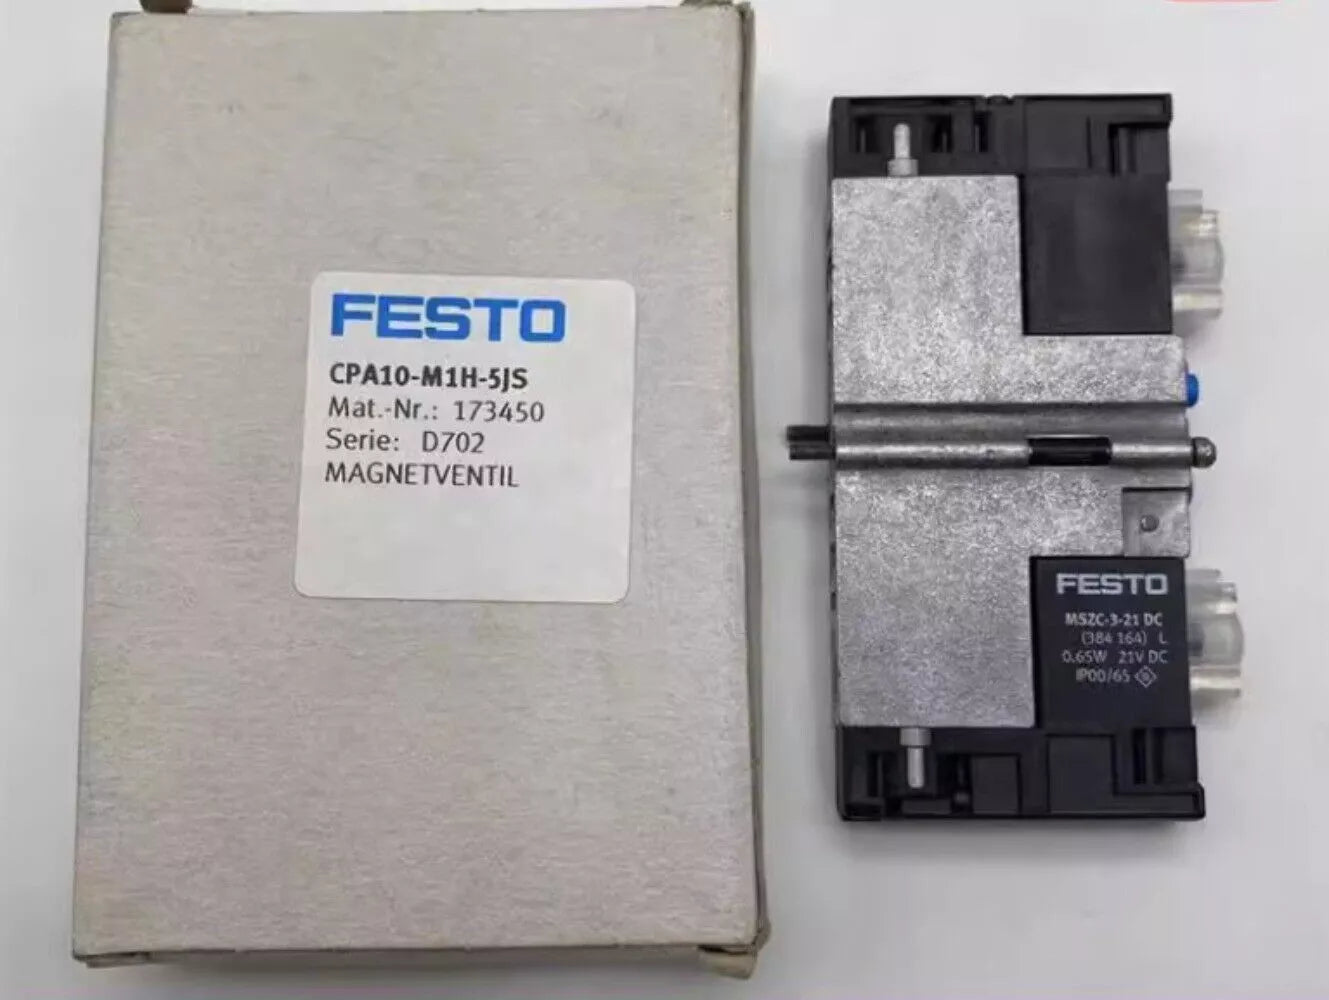 FESTO
CPA10-M1H-5JS
Mat.-Nr.: 173450
Serie: D702
MAGNETVENTIL
FESTO
MSZC-3-21 DC
(384 164) L
0.65W 21V DC
IP00/65